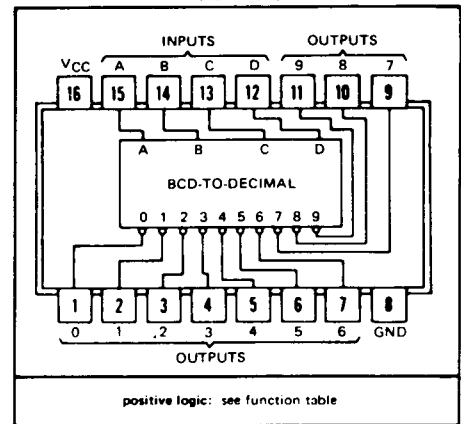 INPUTS OUTPUTS
VCC A B C D 9 8 7
16 15 14 13 12 11 10 9
A B C D
BCD-TO-DECIMAL
0 1 2 3 4 5 6 7 8 9
1 2 3 4 5 6 7 8
0 1 2 3 4 5 6 GND
OUTPUTS
positive logic: see function table